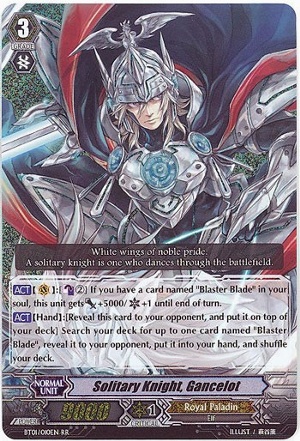 3
GRADE
White wings of noble pride.
A solitary knight is one who dances through the battlefield.
ACT [ ]:[ ②] If you have a card named "Blaster Blade" in your
soul, this unit gets +5000/ +1 until end of turn.
ACT [Hand]:[Reveal this card to your opponent, and put it on top of
your deck] Search your deck for up to one card named "Blaster
Blade", reveal it to your opponent, put it into your hand, and shuffle
your deck.
NORMAL
UNIT
Solitary Knight, Gancelot
POWER
9000
1
CRITICAL
Royal Paladin
Elf
BT01/010EN RR
ILLUST /